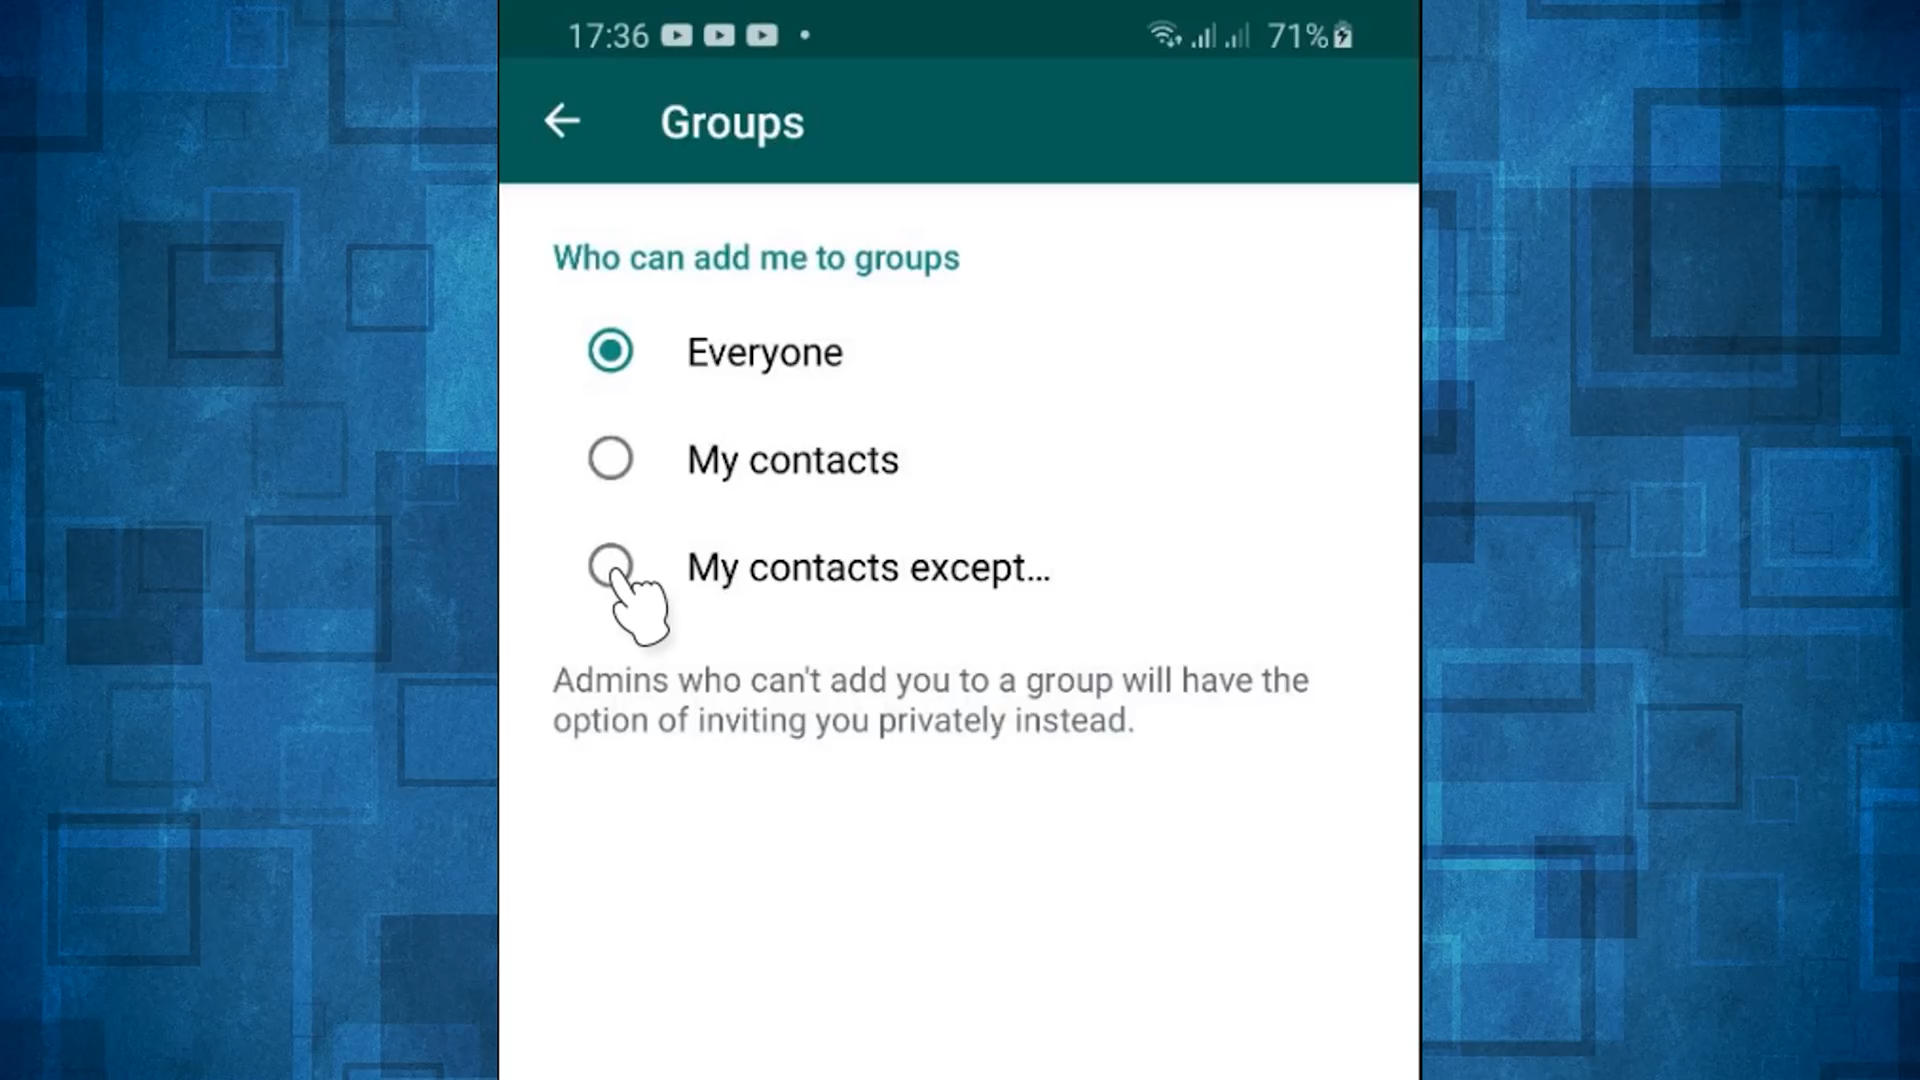 17:36
71%
Groups
Who can add me to groups
Everyone
My contacts
My contacts except...
Admins who can't add you to a group will have the
option of inviting you privately instead.